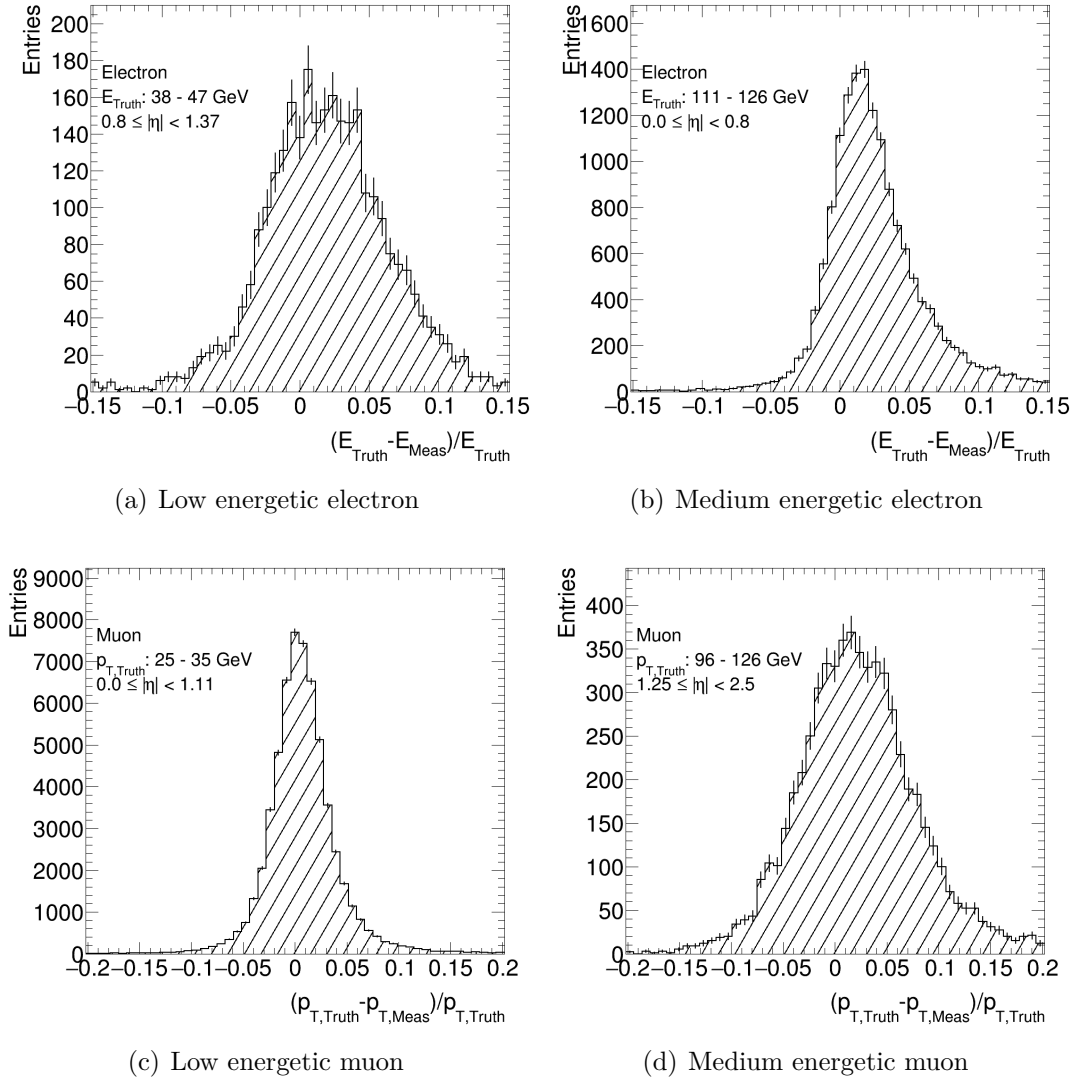 Entries
200
180
160
140
120
100
80
60
40
20
0
Electron
E_Truth: 38 - 47 GeV
0.8 ≤ |η| < 1.37
−0.15 −0.1 −0.05 0 0.05 0.1 0.15
(E_Truth-E_Meas)/E_Truth
(a) Low energetic electron
Entries
1600
1400
1200
1000
800
600
400
200
0
Electron
E_Truth: 111 - 126 GeV
0.0 ≤ |η| < 0.8
−0.15 −0.1 −0.05 0 0.05 0.1 0.15
(E_Truth-E_Meas)/E_Truth
(b) Medium energetic electron
Entries
9000
8000
7000
6000
5000
4000
3000
2000
1000
0
Muon
p_T,Truth: 25 - 35 GeV
0.0 ≤ |η| < 1.11
−0.2 −0.15 −0.1 −0.05 0 0.05 0.1 0.15 0.2
(p_T,Truth-p_T,Meas)/p_T,Truth
(c) Low energetic muon
Entries
400
350
300
250
200
150
100
50
0
Muon
p_T,Truth: 96 - 126 GeV
1.25 ≤ |η| < 2.5
−0.2 −0.15 −0.1 −0.05 0 0.05 0.1 0.15 0.2
(p_T,Truth-p_T,Meas)/p_T,Truth
(d) Medium energetic muon